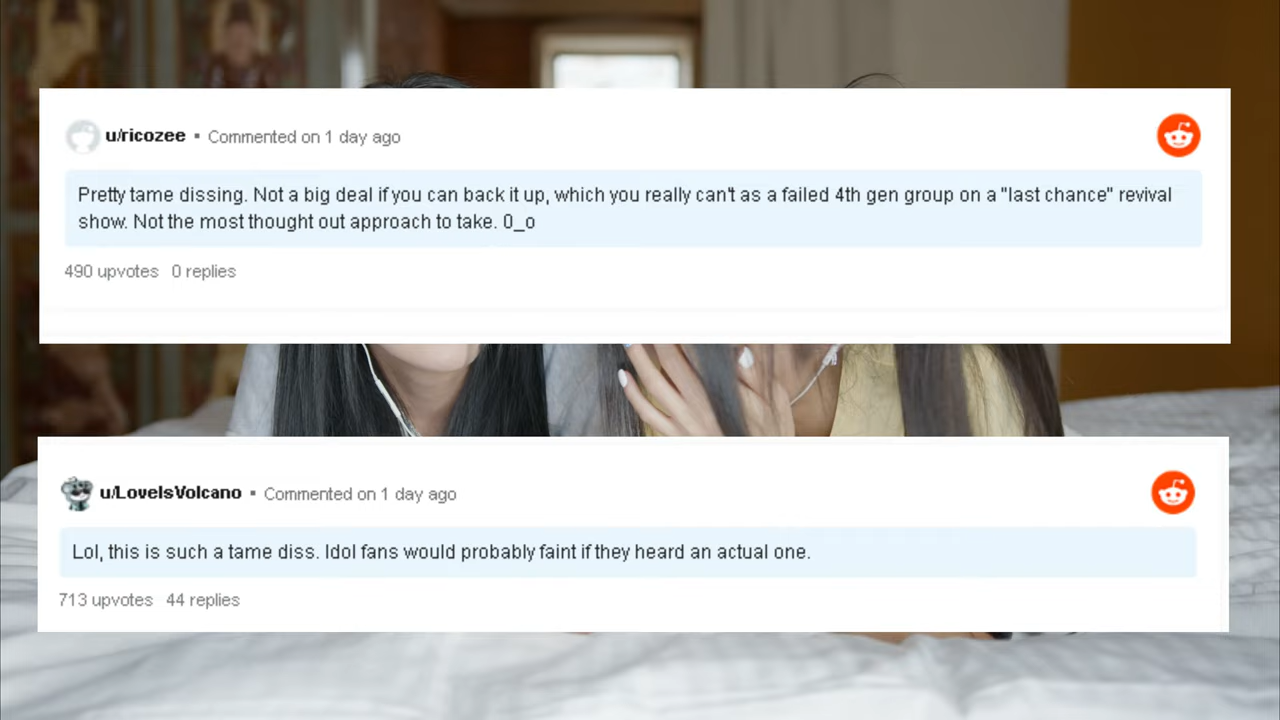 u/ricozee ▪ Commented on 1 day ago
Pretty tame dissing. Not a big deal if you can back it up, which you really can't as a failed 4th gen group on a "last chance" revival
show. Not the most thought out approach to take. 0_o
490 upvotes 0 replies
u/LoveIsVolcano ▪ Commented on 1 day ago
Lol, this is such a tame diss. Idol fans would probably faint if they heard an actual one.
713 upvotes 44 replies